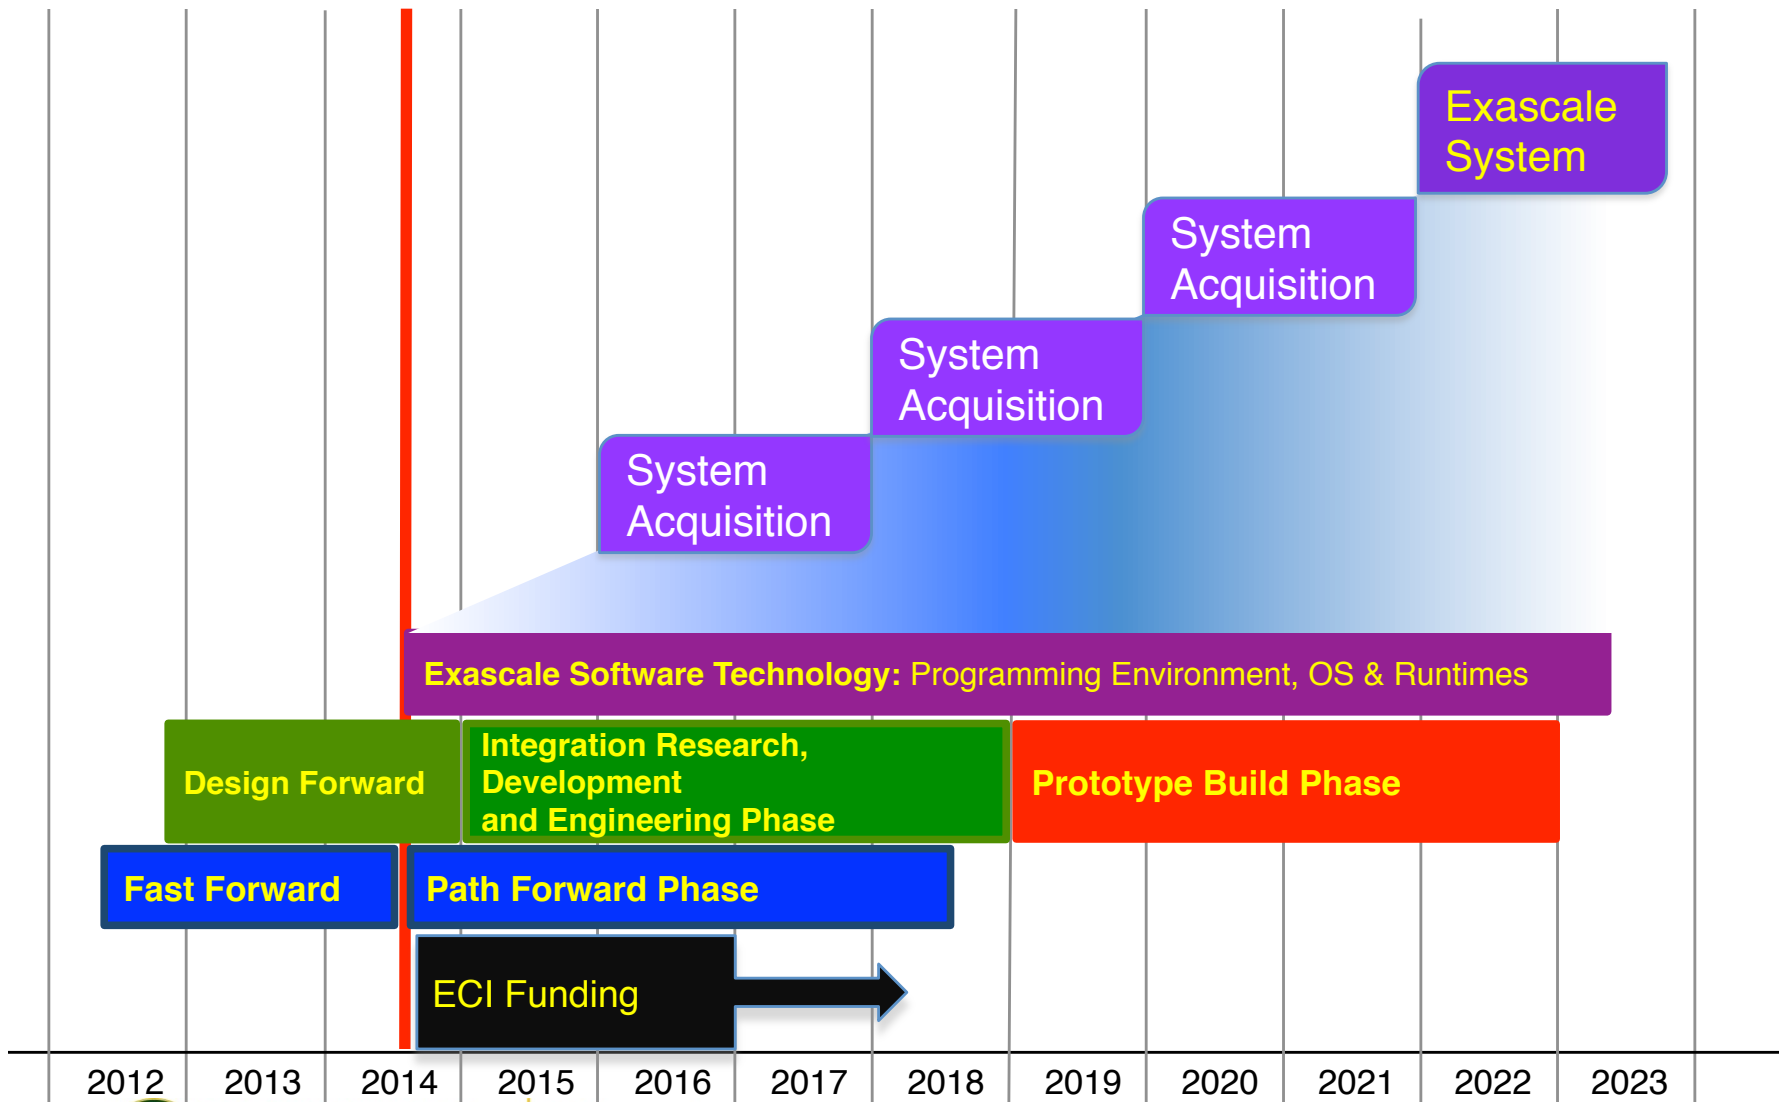 Exascale
System
System
Acquisition
System
Acquisition
System
Acquisition
Exascale Software Technology: Programming Environment, OS & Runtimes
Design Forward
Integration Research,
Development
and Engineering Phase
Prototype Build Phase
Fast Forward
Path Forward Phase
ECI Funding
2012 2013 2014 2015 2016 2017 2018 2019 2020 2021 2022 2023